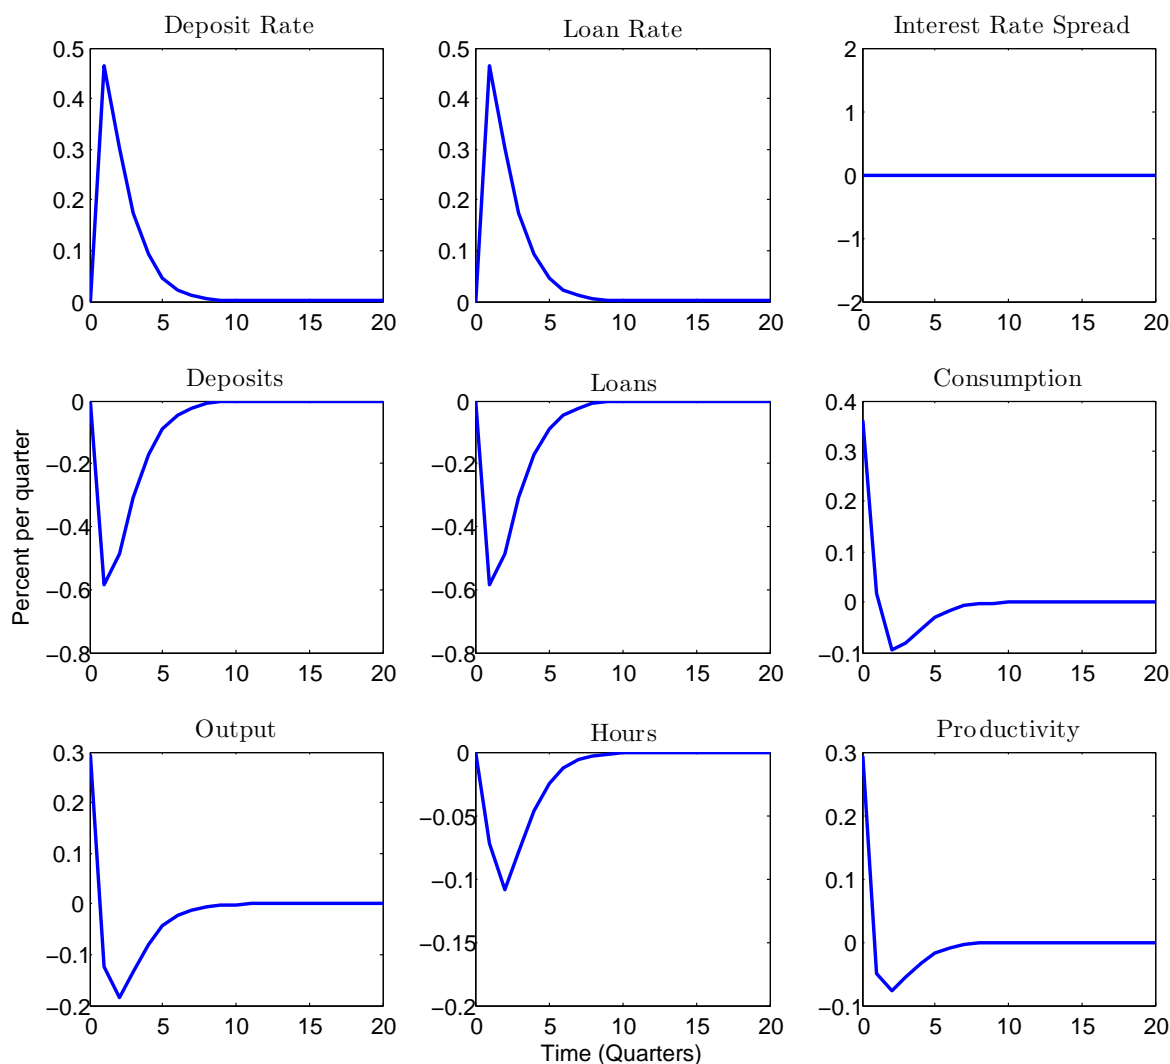 Deposit Rate
0.5
0.4
0.3
0.2
0.1
0
0 5 10 15 20
Loan Rate
0.5
0.4
0.3
0.2
0.1
0
0 5 10 15 20
Interest Rate Spread
2
1
0
−1
−2
0 5 10 15 20
Percent per quarter
Deposits
0
−0.2
−0.4
−0.6
−0.8
0 5 10 15 20
Loans
0
−0.2
−0.4
−0.6
−0.8
0 5 10 15 20
Consumption
0.4
0.3
0.2
0.1
0
−0.1
0 5 10 15 20
Output
0.3
0.2
0.1
0
−0.1
−0.2
0 5 10 15 20
Hours
0
−0.05
−0.1
−0.15
−0.2
0 5 10 15 20
Time (Quarters)
Productivity
0.3
0.2
0.1
0
−0.1
0 5 10 15 20